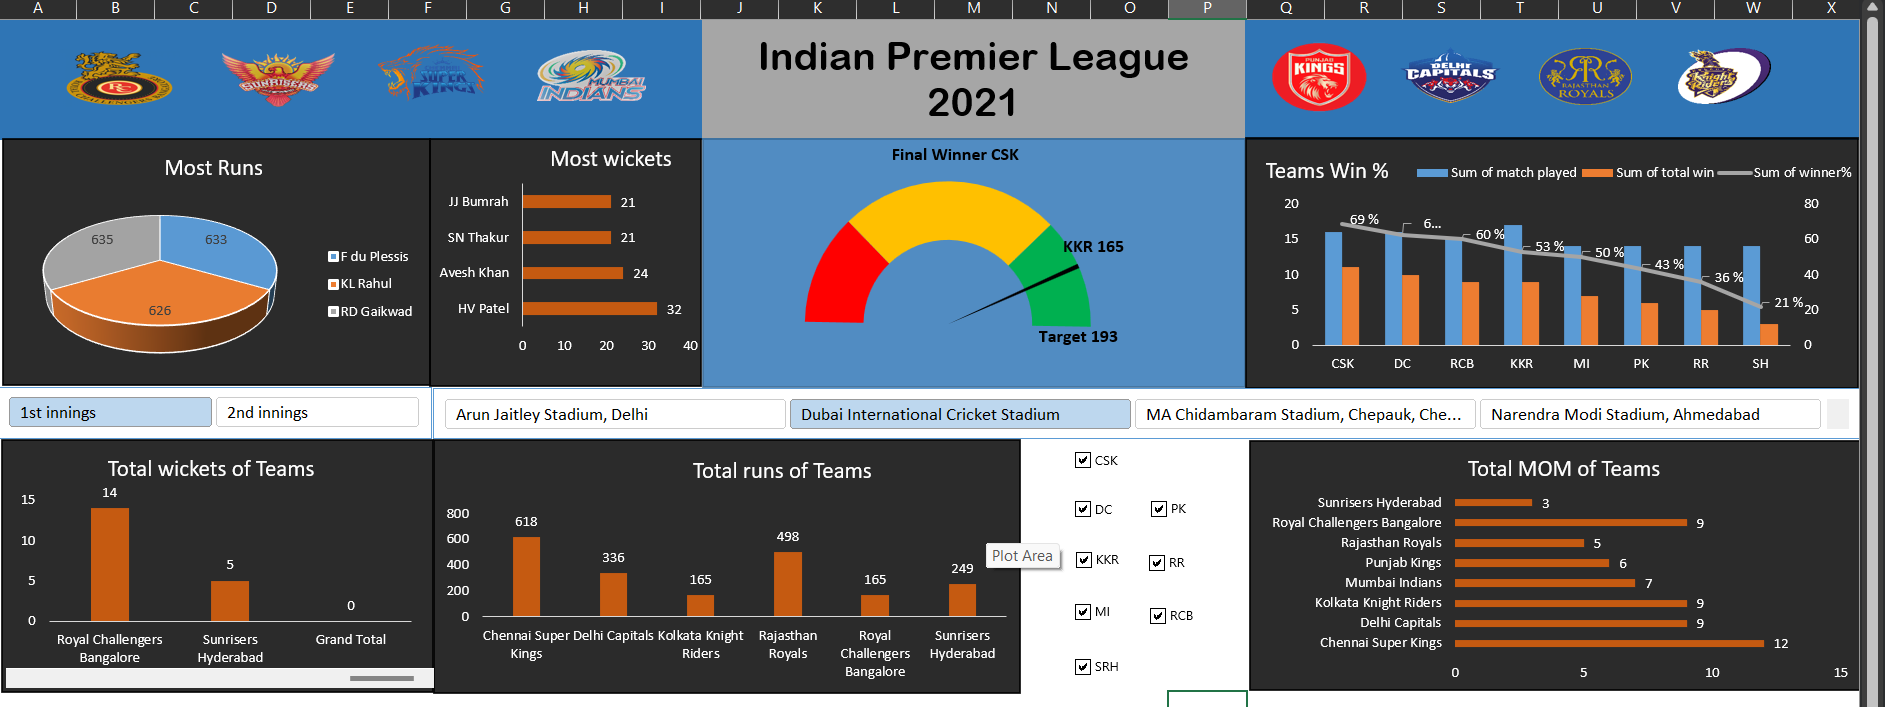 A B C D E F G H I J K L M N O P Q R S T U V W X
SUNRISERS
SUPER
KINGS
MUMBAI
INDIANS
Indian Premier League
2021
PUNJAB
KINGS
DELHI
CAPITALS
RAJASTHAN
ROYALS
Knight
Riders
Most Runs
635
633
626
F du Plessis
KL Rahul
RD Gaikwad
Most wickets
JJ Bumrah 21
SN Thakur 21
Avesh Khan 24
HV Patel 32
0 10 20 30 40
Final Winner CSK
KKR 165
Target 193
Teams Win %
Sum of match played Sum of total win Sum of winner%
20
15
10
5
0
69 %
6...
60 %
53 %
50 %
43 %
36 %
21 %
80
60
40
20
0
CSK DC RCB KKR MI PK RR SH
1st innings
2nd innings
Arun Jaitley Stadium, Delhi
Dubai International Cricket Stadium
MA Chidambaram Stadium, Chepauk, Che...
Narendra Modi Stadium, Ahmedabad
Total wickets of Teams
15
10
5
0
14
5
0
Royal Challengers
Bangalore
Sunrisers
Hyderabad
Grand Total
Total runs of Teams
800
600
400
200
0
618
336
165
498
165
249
Chennai Super
Kings
Delhi Capitals
Kolkata Knight
Riders
Rajasthan
Royals
Royal
Challengers
Bangalore
Sunrisers
Hyderabad
Plot Area
CSK
DC
PK
KKR
RR
MI
RCB
SRH
Total MOM of Teams
Sunrisers Hyderabad 3
Royal Challengers Bangalore 9
Rajasthan Royals 5
Punjab Kings 6
Mumbai Indians 7
Kolkata Knight Riders 9
Delhi Capitals 9
Chennai Super Kings 12
0 5 10 15